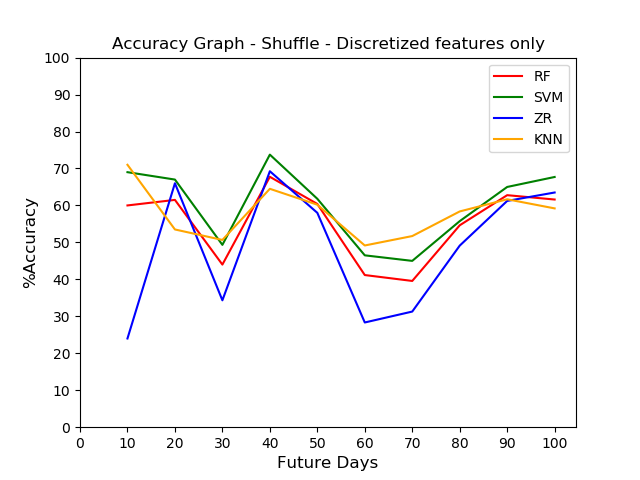 Accuracy Graph - Shuffle - Discretized features only
100
90
80
70
60
50
40
30
20
10
0
%Accuracy
RF
SVM
ZR
KNN
0 10 20 30 40 50 60 70 80 90 100
Future Days